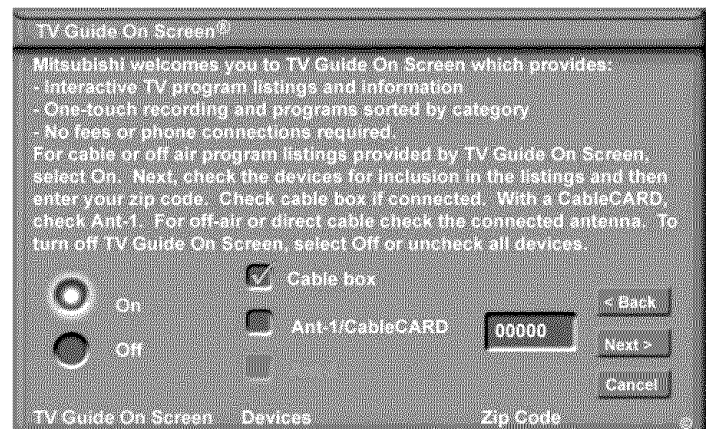 TV Guide On Screen®
Mitsubishi welcomes you to TV Guide On Screen which provides:
- Interactive TV program listings and information
- One-touch recording and programs sorted by category
- No fees or phone connections required.
For cable or off air program listings provided by TV Guide On Screen,
select On. Next, check the devices for inclusion in the listings and then
enter your zip code. Check cable box if connected. With a CableCARD,
check Ant-1. For off-air or direct cable check the connected antenna. To
turn off TV Guide On Screen, select Off or uncheck all devices.
On
Off
Cable box
Ant-1/CableCARD
00000
< Back
Next >
Cancel
TV Guide On Screen
Devices
Zip Code